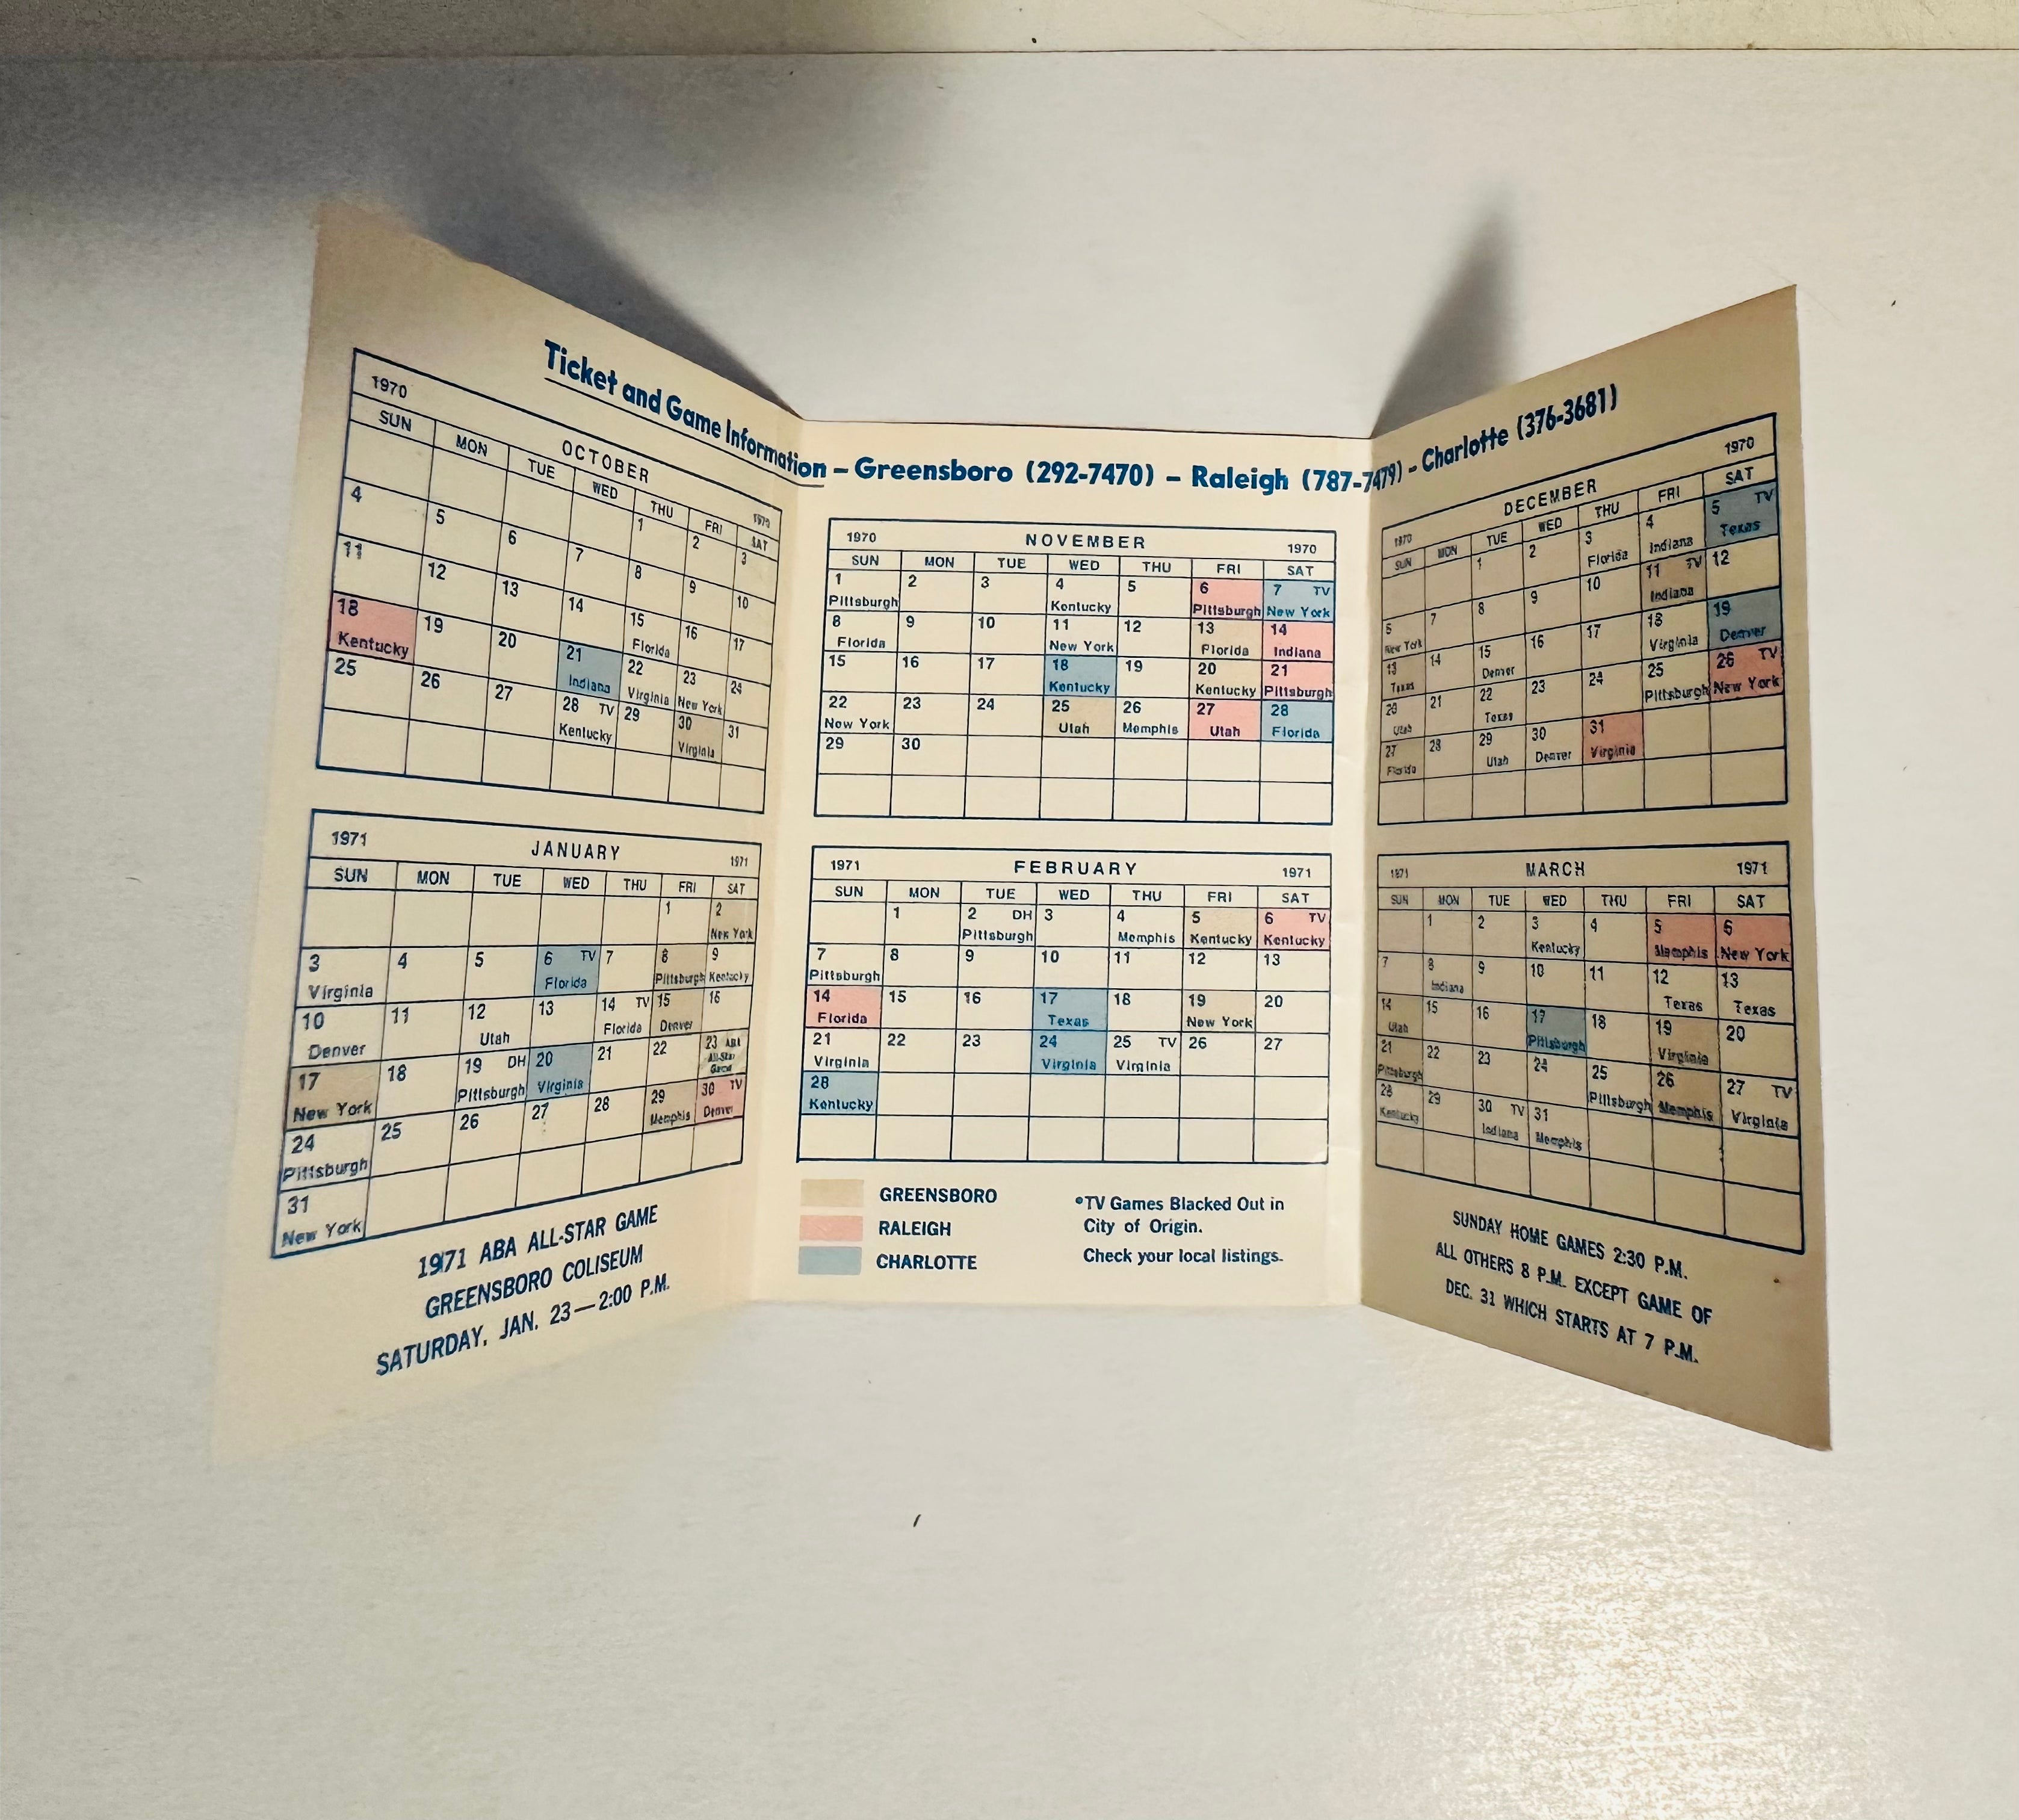 Ticket and Game Information – Greensboro (292-7470) – Raleigh (787-7479) – Charlotte (376-3681)
1970 OCTOBER 1970
SUN MON TUE WED THU FRI SAT
1 2 3
4 5 6 7 8 9 10
11 12 13 14 15 Florida 16 17
18 Kentucky 19 20 21 Indiana 22 Virginia 23 New York 24
25 26 27 28 TV Kentucky 29 30 Virginia 31
1970 NOVEMBER 1970
SUN MON TUE WED THU FRI SAT
1 Pittsburgh 2 3 4 Kentucky 5 6 Pittsburgh 7 TV New York
8 Florida 9 10 11 New York 12 13 Florida 14 Indiana
15 16 17 18 Kentucky 19 20 Kentucky 21 Pittsburgh
22 New York 23 24 25 Utah 26 Memphis 27 Utah 28 Florida
29 30
1970 DECEMBER 1970
SUN MON TUE WED THU FRI SAT
1 2 3 Florida 4 Indiana 5 TV Texas
6 New York 7 8 9 10 11 TV Indiana 12
13 Texas 14 15 Denver 16 17 18 Virginia 19 Denver
20 Utah 21 22 Texas 23 24 25 Pittsburgh 26 TV New York
27 Florida 28 29 Utah 30 Denver 31 Virginia
1971 JANUARY 1971
SUN MON TUE WED THU FRI SAT
1 2 New York
3 Virginia 4 5 6 TV Florida 7 8 Pittsburgh 9 Kentucky
10 Denver 11 12 Utah 13 14 TV Florida 15 Denver 16
17 New York 18 19 DH Pittsburgh 20 Virginia 21 22 23 ABA All-Star Game
24 Pittsburgh 25 26 27 28 29 Memphis 30 TV Denver
31 New York
1971 FEBRUARY 1971
SUN MON TUE WED THU FRI SAT
1 2 DH Pittsburgh 3 4 Memphis 5 Kentucky 6 TV Kentucky
7 Pittsburgh 8 9 10 11 12 13
14 Florida 15 16 17 Texas 18 19 New York 20
21 Virginia 22 23 24 Virginia 25 TV Virginia 26 27
28 Kentucky
1971 MARCH 1971
SUN MON TUE WED THU FRI SAT
1 2 3 Kentucky 4 5 Memphis 6 New York
7 8 Indiana 9 10 11 12 Texas 13 Texas
14 Utah 15 16 17 Pittsburgh 18 19 Virginia 20
21 Pittsburgh 22 23 24 25 Pittsburgh 26 Memphis 27 TV Virginia
28 Kentucky 29 30 TV Indiana 31 Memphis
1971 ABA ALL-STAR GAME
GREENSBORO COLISEUM
SATURDAY, JAN. 23—2:00 P.M.
GREENSBORO
RALEIGH
CHARLOTTE
*TV Games Blacked Out in
City of Origin.
Check your local listings.
SUNDAY HOME GAMES 2:30 P.M.
ALL OTHERS 8 P.M. EXCEPT GAME OF
DEC. 31 WHICH STARTS AT 7 P.M.